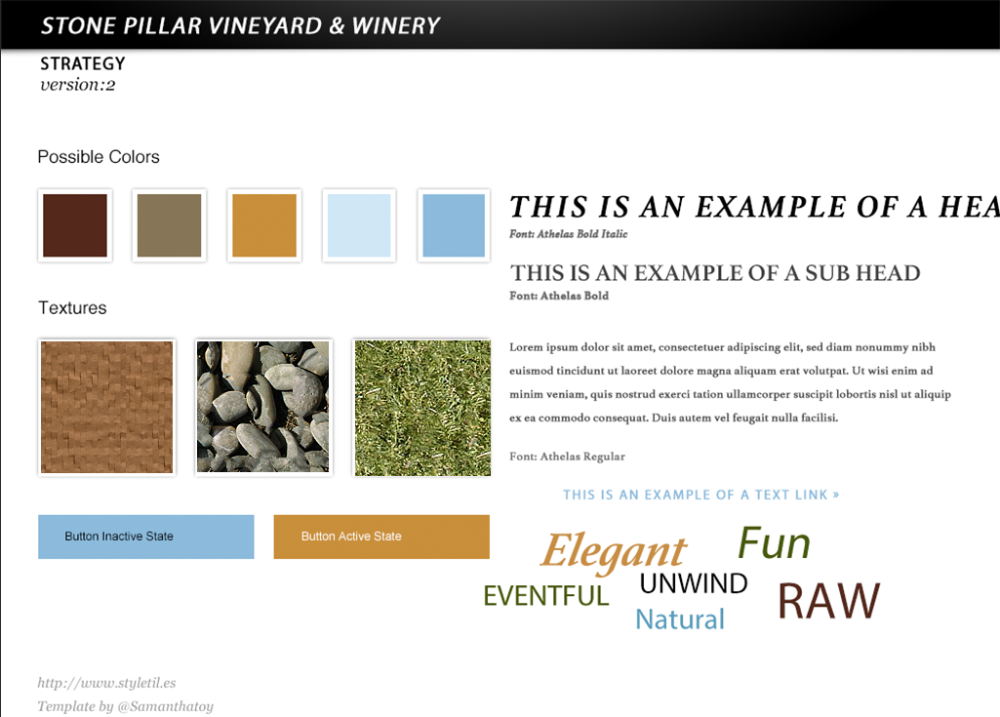 STONE PILLAR VINEYARD & WINERY
STRATEGY
version:2
Possible Colors
Textures
Button Inactive State
Button Active State
THIS IS AN EXAMPLE OF A HEA
Font: Athelas Bold Italic
THIS IS AN EXAMPLE OF A SUB HEAD
Font: Athelas Bold
Lorem ipsum dolor sit amet, consectetuer adipiscing elit, sed diam nonummy nibh
euismod tincidunt ut laoreet dolore magna aliquam erat volutpat. Ut wisi enim ad
minim veniam, quis nostrud exerci tation ullamcorper suscipit lobortis nisl ut aliquip
ex ea commodo consequat. Duis autem vel feugait nulla facilisi.
Font: Athelas Regular
THIS IS AN EXAMPLE OF A TEXT LINK »
Elegant
Fun
EVENTFUL
UNWIND
Natural
RAW
http://www.styletil.es
Template by @Samanthatoy